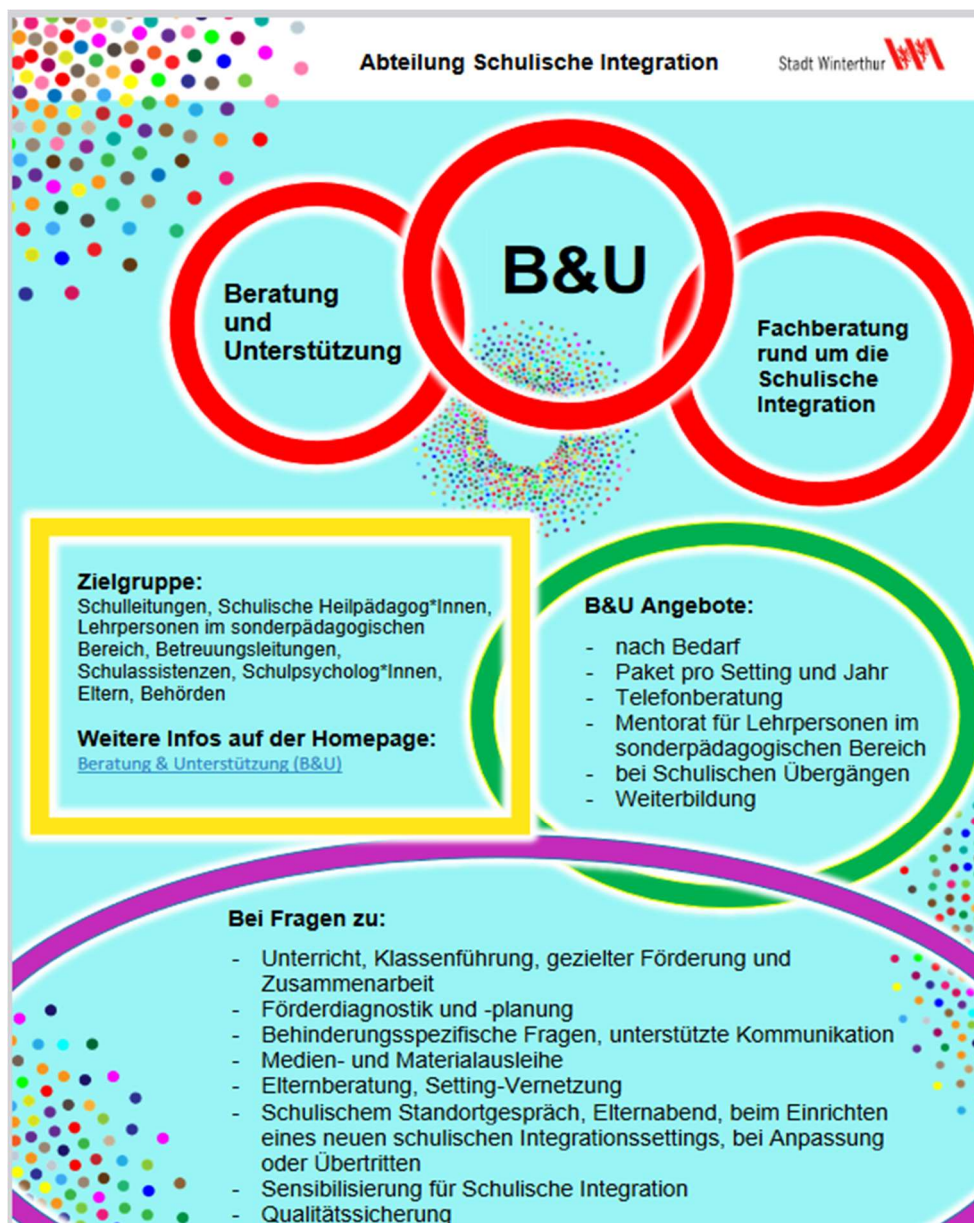 Abteilung Schulische Integration
Stadt Winterthur
B&U
Beratung
und
Unterstützung
Fachberatung
rund um die
Schulische
Integration
Zielgruppe:
Schulleitungen, Schulische Heilpädagog*Innen,
Lehrpersonen im sonderpädagogischen
Bereich, Betreuungsleitungen,
Schulassistenzen, Schulpsycholog*Innen,
Eltern, Behörden
Weitere Infos auf der Homepage:
Beratung & Unterstützung (B&U)
B&U Angebote:
- nach Bedarf
- Paket pro Setting und Jahr
- Telefonberatung
- Mentorat für Lehrpersonen im
sonderpädagogischen Bereich
- bei Schulischen Übergängen
- Weiterbildung
Bei Fragen zu:
- Unterricht, Klassenführung, gezielter Förderung und
Zusammenarbeit
- Förderdiagnostik und -planung
- Behinderungsspezifische Fragen, unterstützte Kommunikation
- Medien- und Materialausleihe
- Elternberatung, Setting-Vernetzung
- Schulischem Standortgespräch, Elternabend, beim Einrichten
eines neuen schulischen Integrationssettings, bei Anpassung
oder Übertritten
- Sensibilisierung für Schulische Integration
- Qualitätssicherung